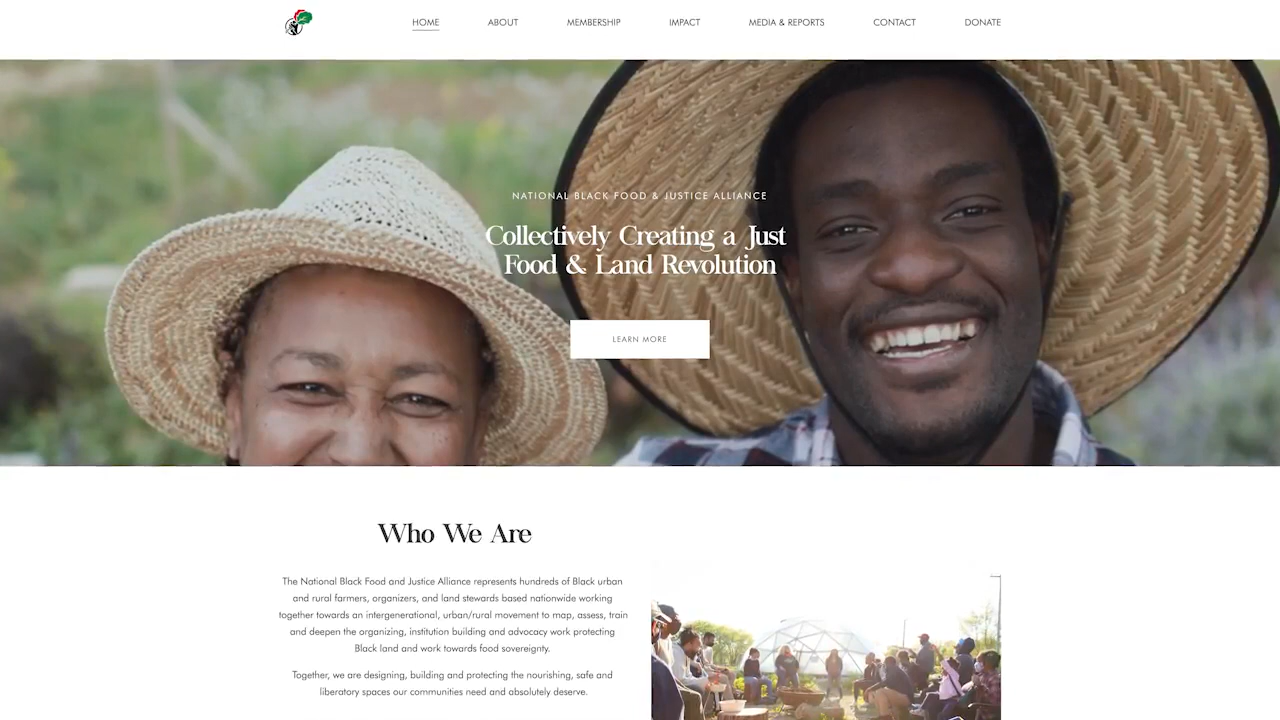 HOME ABOUT MEMBERSHIP IMPACT MEDIA & REPORTS CONTACT DONATE
NATIONAL BLACK FOOD & JUSTICE ALLIANCE
Collectively Creating a Just
Food & Land Revolution
LEARN MORE
Who We Are
The National Black Food and Justice Alliance represents hundreds of Black urban
and rural farmers, organizers, and land stewards based nationwide working
together towards an intergenerational, urban/rural movement to map, assess, train
and deepen the organizing, institution building and advocacy work protecting
Black land and work towards food sovereignty.
Together, we are designing, building and protecting the nourishing, safe and
liberatory spaces our communities need and absolutely deserve.